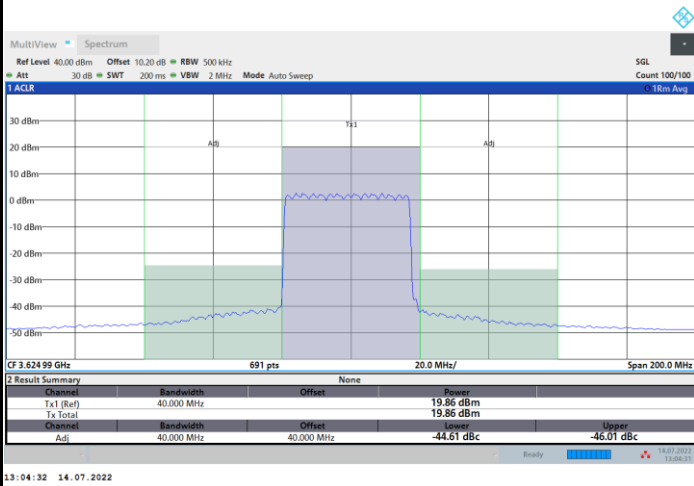 MultiView Spectrum
Ref Level 40.00 dBm Offset 10.20 dB RBW 500 kHz SGL
Att 30 dB SWT 200 ms VBW 2 MHz Mode Auto Sweep Count 100/100
1 ACLR 1Rm Avg
Tx1
30 dBm
Adj Adj
20 dBm
10 dBm
0 dBm
-10 dBm
-20 dBm
-30 dBm
-40 dBm
-50 dBm
CF 3.624 99 GHz 691 pts 20.0 MHz/ Span 200.0 MHz
2 Result Summary None
Channel Bandwidth Offset Power
Tx1 (Ref) 40.000 MHz 19.86 dBm
Tx Total 19.86 dBm
Channel Bandwidth Offset Lower Upper
Adj 40.000 MHz 40.000 MHz -44.61 dBc -46.01 dBc
Ready 14.07.2022
13:04:31
13:04:32 14.07.2022